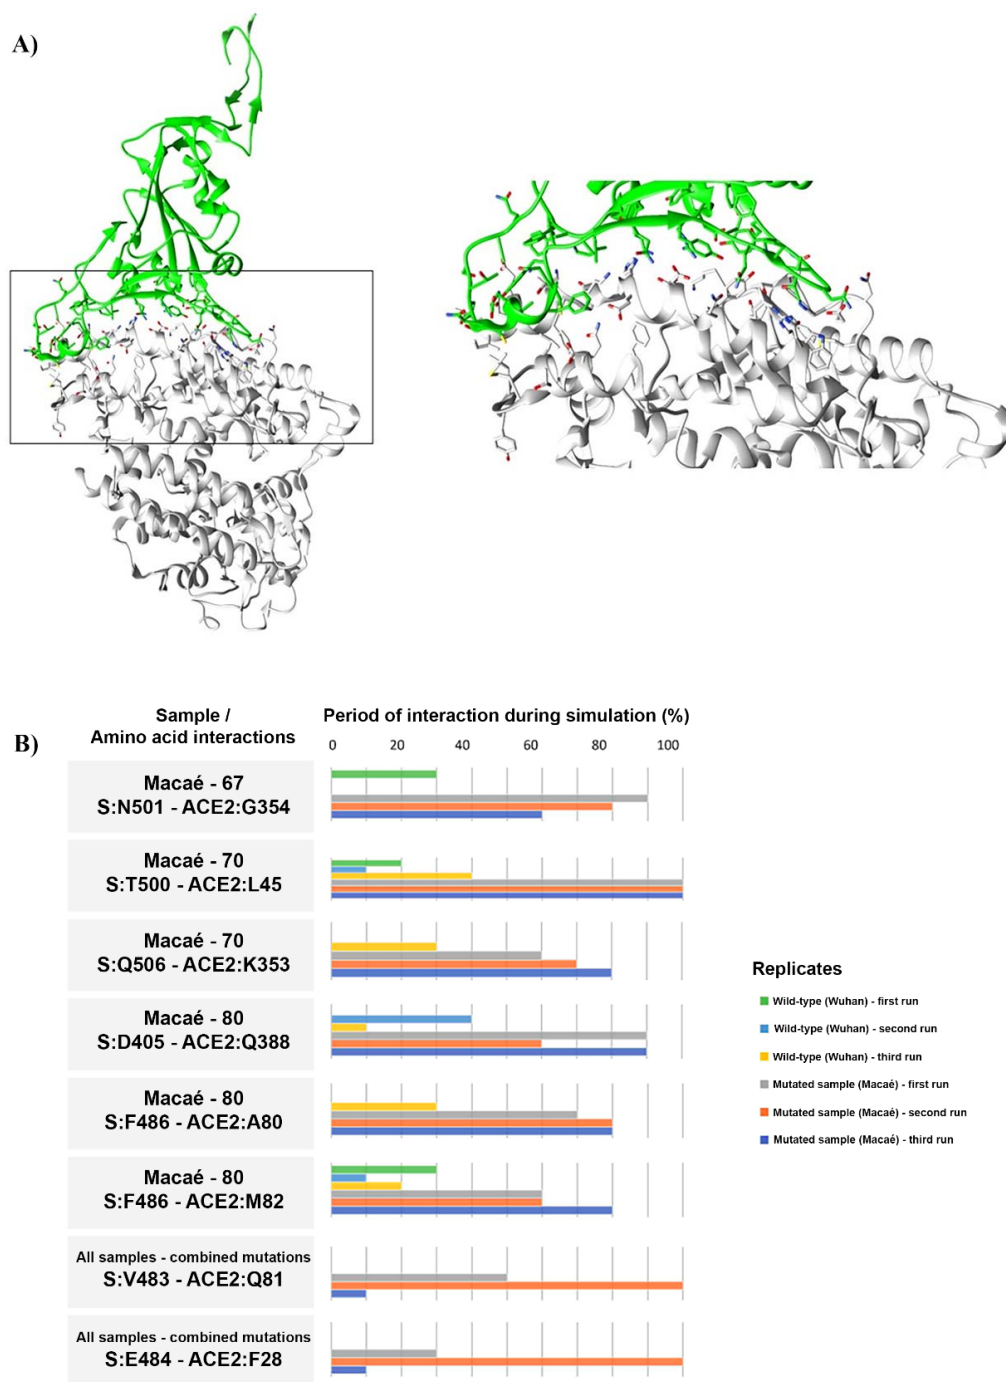 A)
B)
Sample /
Amino acid interactions
Period of interaction during simulation (%)
0 20 40 60 80 100
Macaé - 67
S:N501 - ACE2:G354
Macaé - 70
S:T500 - ACE2:L45
Macaé - 70
S:Q506 - ACE2:K353
Macaé - 80
S:D405 - ACE2:Q388
Macaé - 80
S:F486 - ACE2:A80
Macaé - 80
S:F486 - ACE2:M82
All samples - combined mutations
S:V483 - ACE2:Q81
All samples - combined mutations
S:E484 - ACE2:F28
Replicates
Wild-type (Wuhan) - first run
Wild-type (Wuhan) - second run
Wild-type (Wuhan) - third run
Mutated sample (Macaé) - first run
Mutated sample (Macaé) - second run
Mutated sample (Macaé) - third run